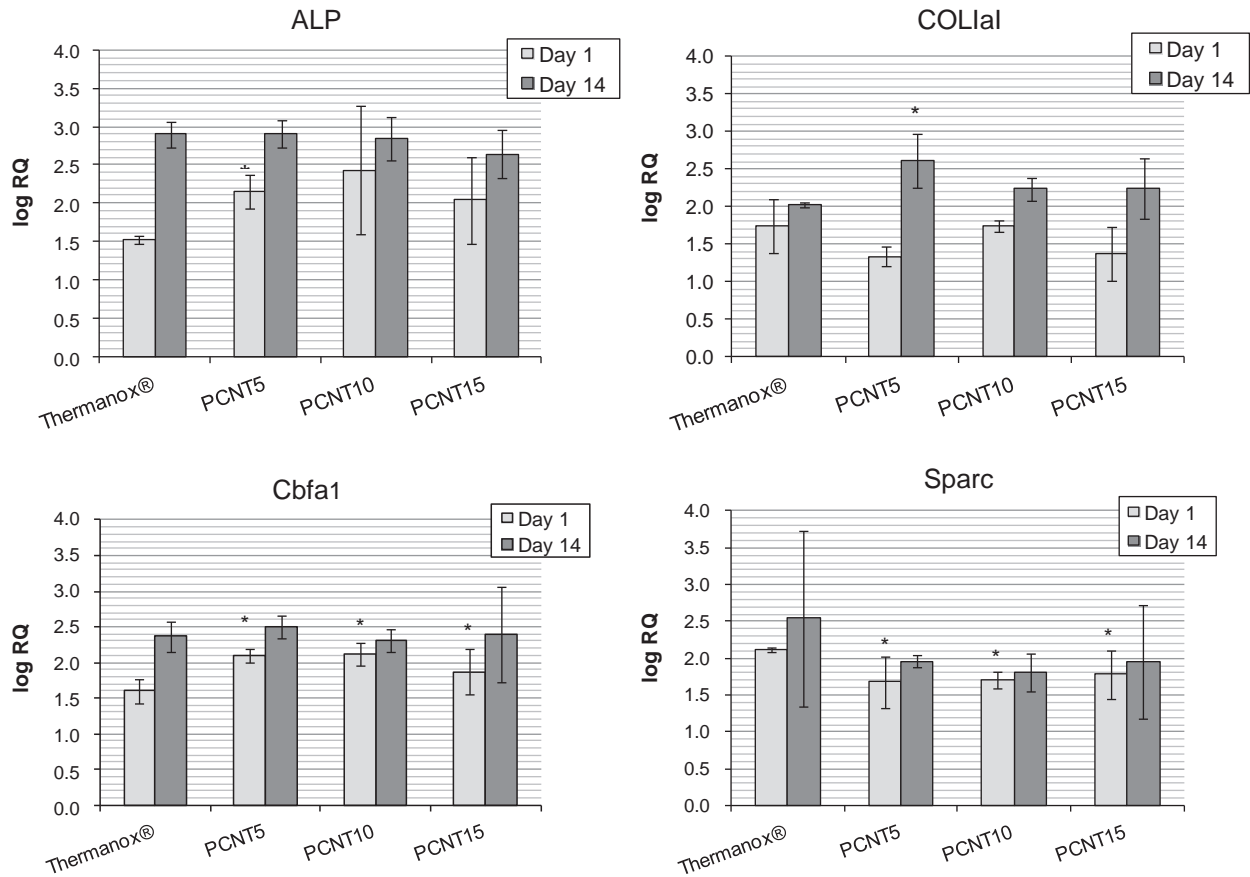 ALP
Day 1
Day 14
4.0
3.5
3.0
2.5
2.0
1.5
1.0
0.5
0.0
log RQ
*
Thermanox®
PCNT5
PCNT10
PCNT15
COLIaI
Day 1
Day 14
4.0
3.5
3.0
2.5
2.0
1.5
1.0
0.5
0.0
log RQ
*
Thermanox®
PCNT5
PCNT10
PCNT15
Cbfa1
Day 1
Day 14
4.0
3.5
3.0
2.5
2.0
1.5
1.0
0.5
0.0
log RQ
* * *
Thermanox®
PCNT5
PCNT10
PCNT15
Sparc
Day 1
Day 14
4.0
3.5
3.0
2.5
2.0
1.5
1.0
0.5
0.0
log RQ
* * *
Thermanox®
PCNT5
PCNT10
PCNT15